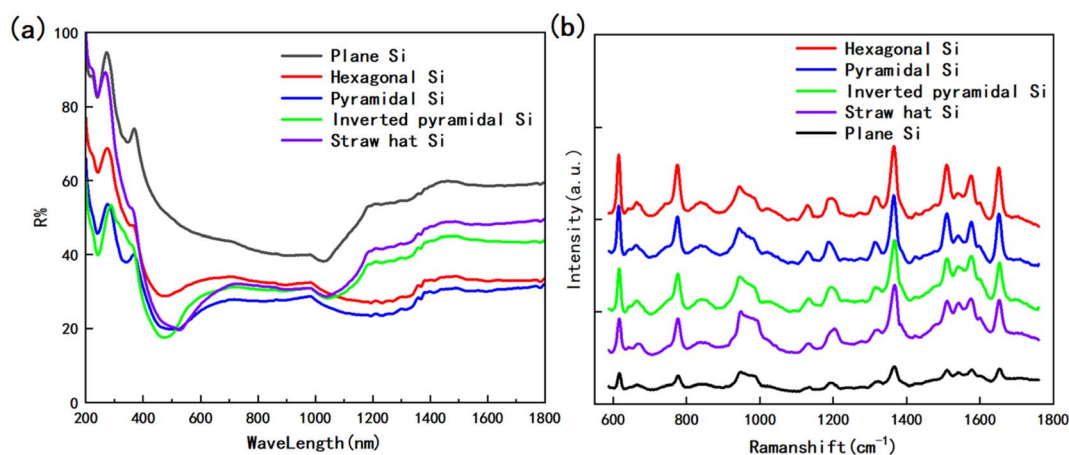 (a)
100
80
60
40
20
0
R%
Plane Si
Hexagonal Si
Pyramidal Si
Inverted pyramidal Si
Straw hat Si
200 400 600 800 1000 1200 1400 1600 1800
WaveLength(nm)
(b)
Intensity(a.u.)
Hexagonal Si
Pyramidal Si
Inverted pyramidal Si
Straw hat Si
Plane Si
600 800 1000 1200 1400 1600 1800
Ramanshift(cm⁻¹)